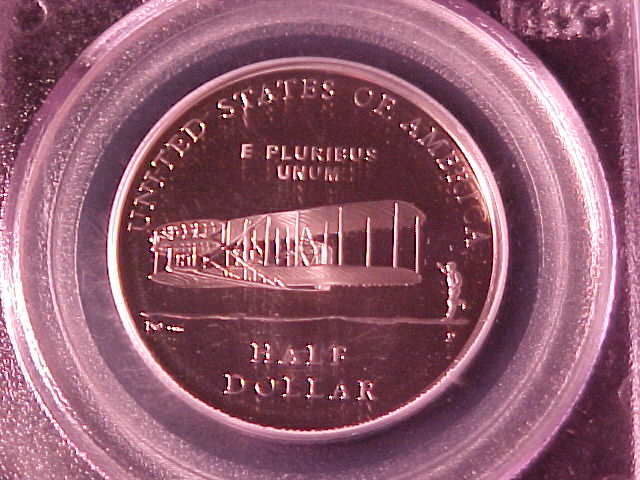 UNITED STATES OF AMERICA
E PLURIBUS
UNUM
HALF
DOLLAR